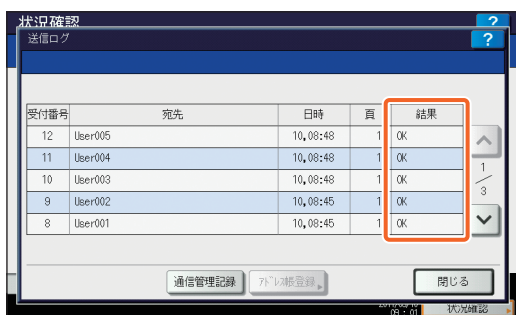 状況確認
?
送信ログ
?
受付番号 宛先 日時 頁 結果
12 User005 10,08:48 1 OK
11 User004 10,08:48 1 OK
10 User003 10,08:48 1 OK
9 User002 10,08:45 1 OK
8 User001 10,08:45 1 OK
1/3
通信管理記録 ｱﾄﾞﾚｽ帳登録 閉じる
09:01 状況確認